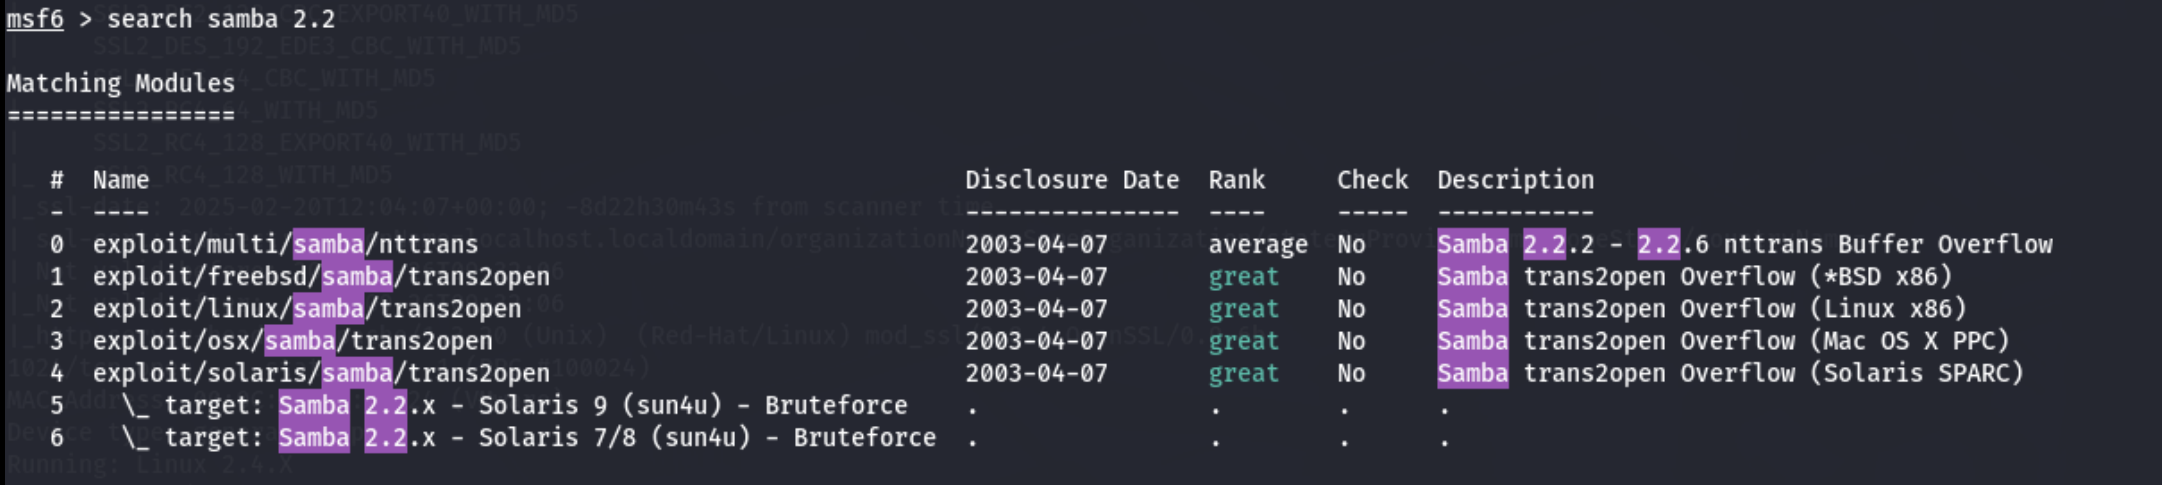 msf6 > search samba 2.2
Matching Modules
================
#  Name  Disclosure Date  Rank  Check  Description
-  ----  ---------------  ----  -----  -----------
0  exploit/multi/samba/nttrans  2003-04-07  average  No  Samba 2.2.2 - 2.2.6 nttrans Buffer Overflow
1  exploit/freebsd/samba/trans2open  2003-04-07  great  No  Samba trans2open Overflow (*BSD x86)
2  exploit/linux/samba/trans2open  2003-04-07  great  No  Samba trans2open Overflow (Linux x86)
3  exploit/osx/samba/trans2open  2003-04-07  great  No  Samba trans2open Overflow (Mac OS X PPC)
4  exploit/solaris/samba/trans2open  2003-04-07  great  No  Samba trans2open Overflow (Solaris SPARC)
5  \_ target: Samba 2.2.x - Solaris 9 (sun4u) - Bruteforce  .  .  .  .
6  \_ target: Samba 2.2.x - Solaris 7/8 (sun4u) - Bruteforce  .  .  .  .